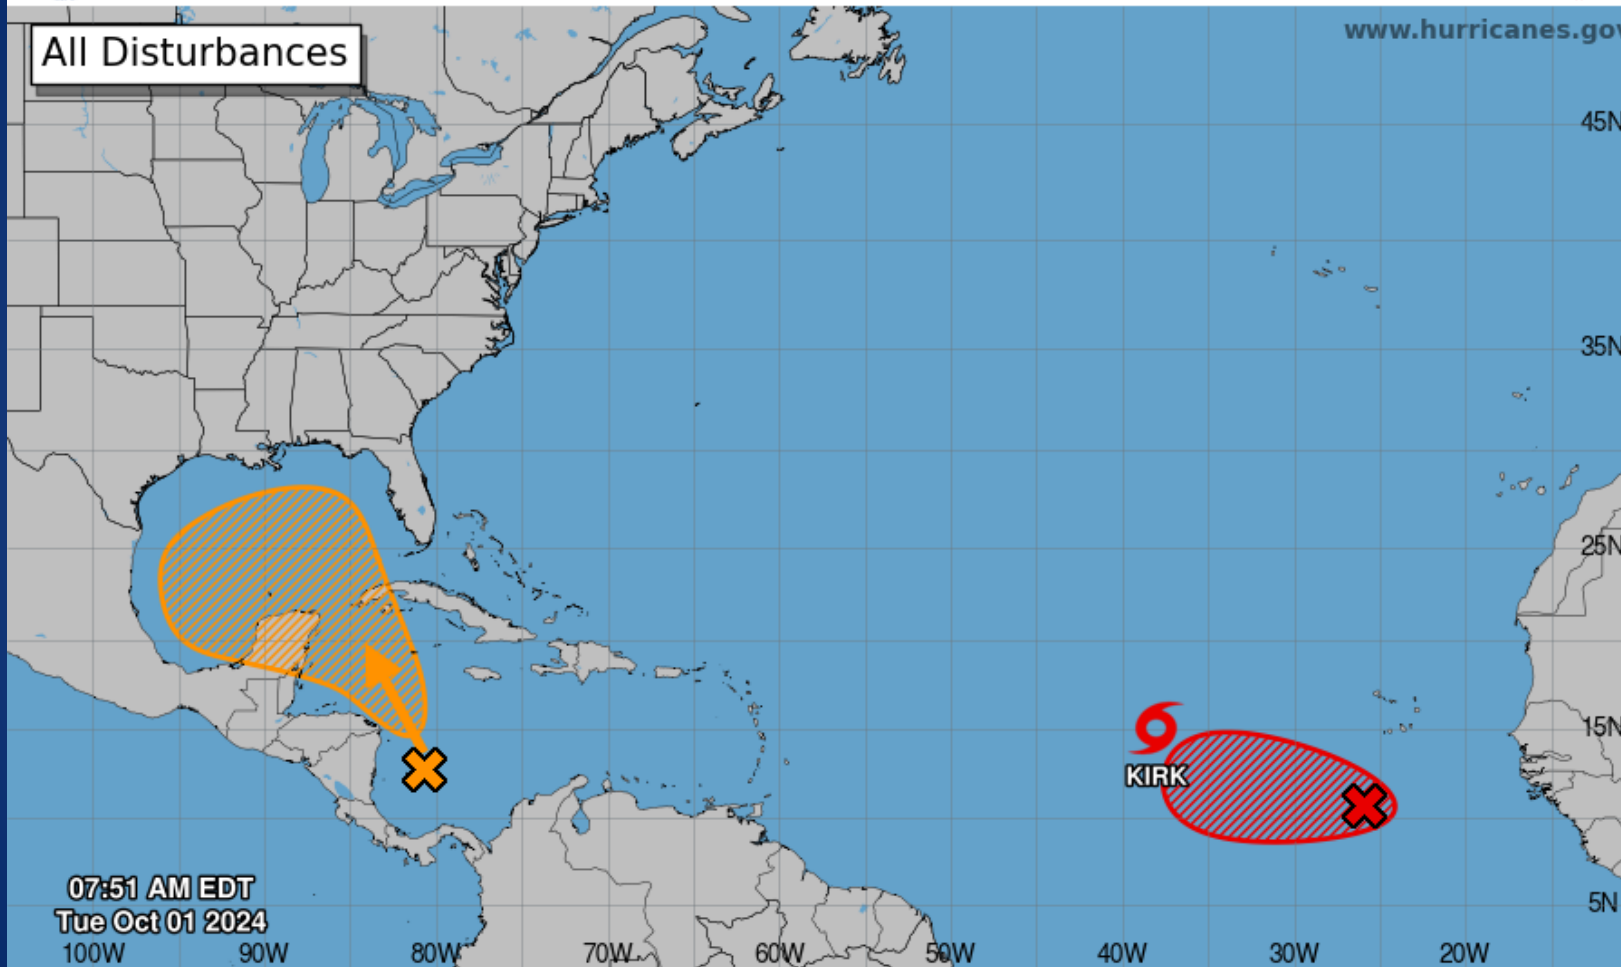 All Disturbances
www.hurricanes.gov
45N
35N
25N
15N
KIRK
5N
07:51 AM EDT
Tue Oct 01 2024
100W 90W 80W 70W 60W 50W 40W 30W 20W